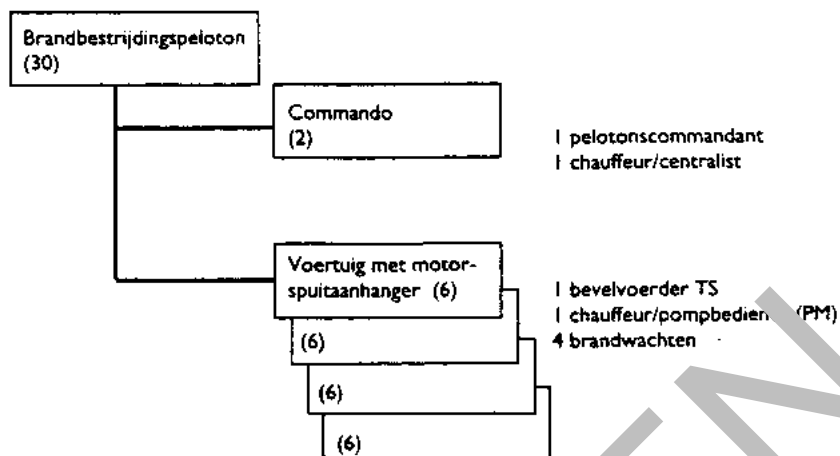 Brandbestrijdingspeloton
(30)
Commando
(2)
1 pelotonscommandant
1 chauffeur/centralist
Voertuig met motor-
spuitaanhanger (6)
1 bevelvoerder TS
1 chauffeur/pompbedien (PM)
4 brandwachten
(6)
(6)
(6)